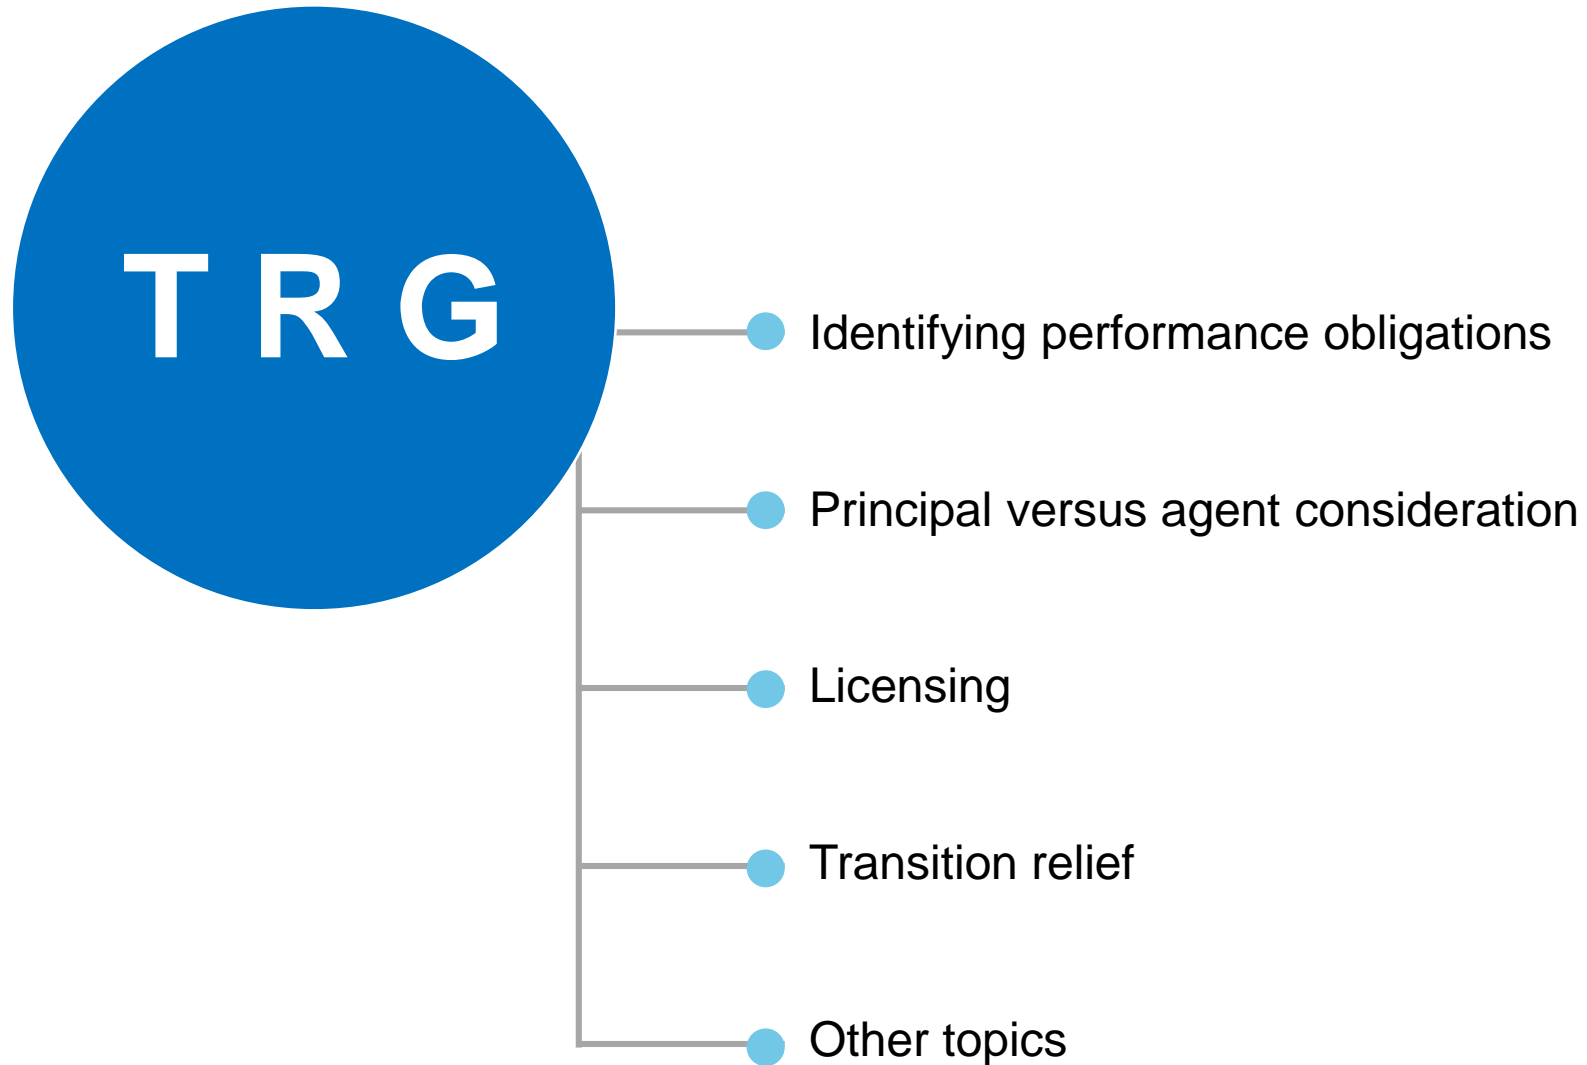 T R G
Identifying performance obligations
Principal versus agent consideration
Licensing
Transition relief
Other topics